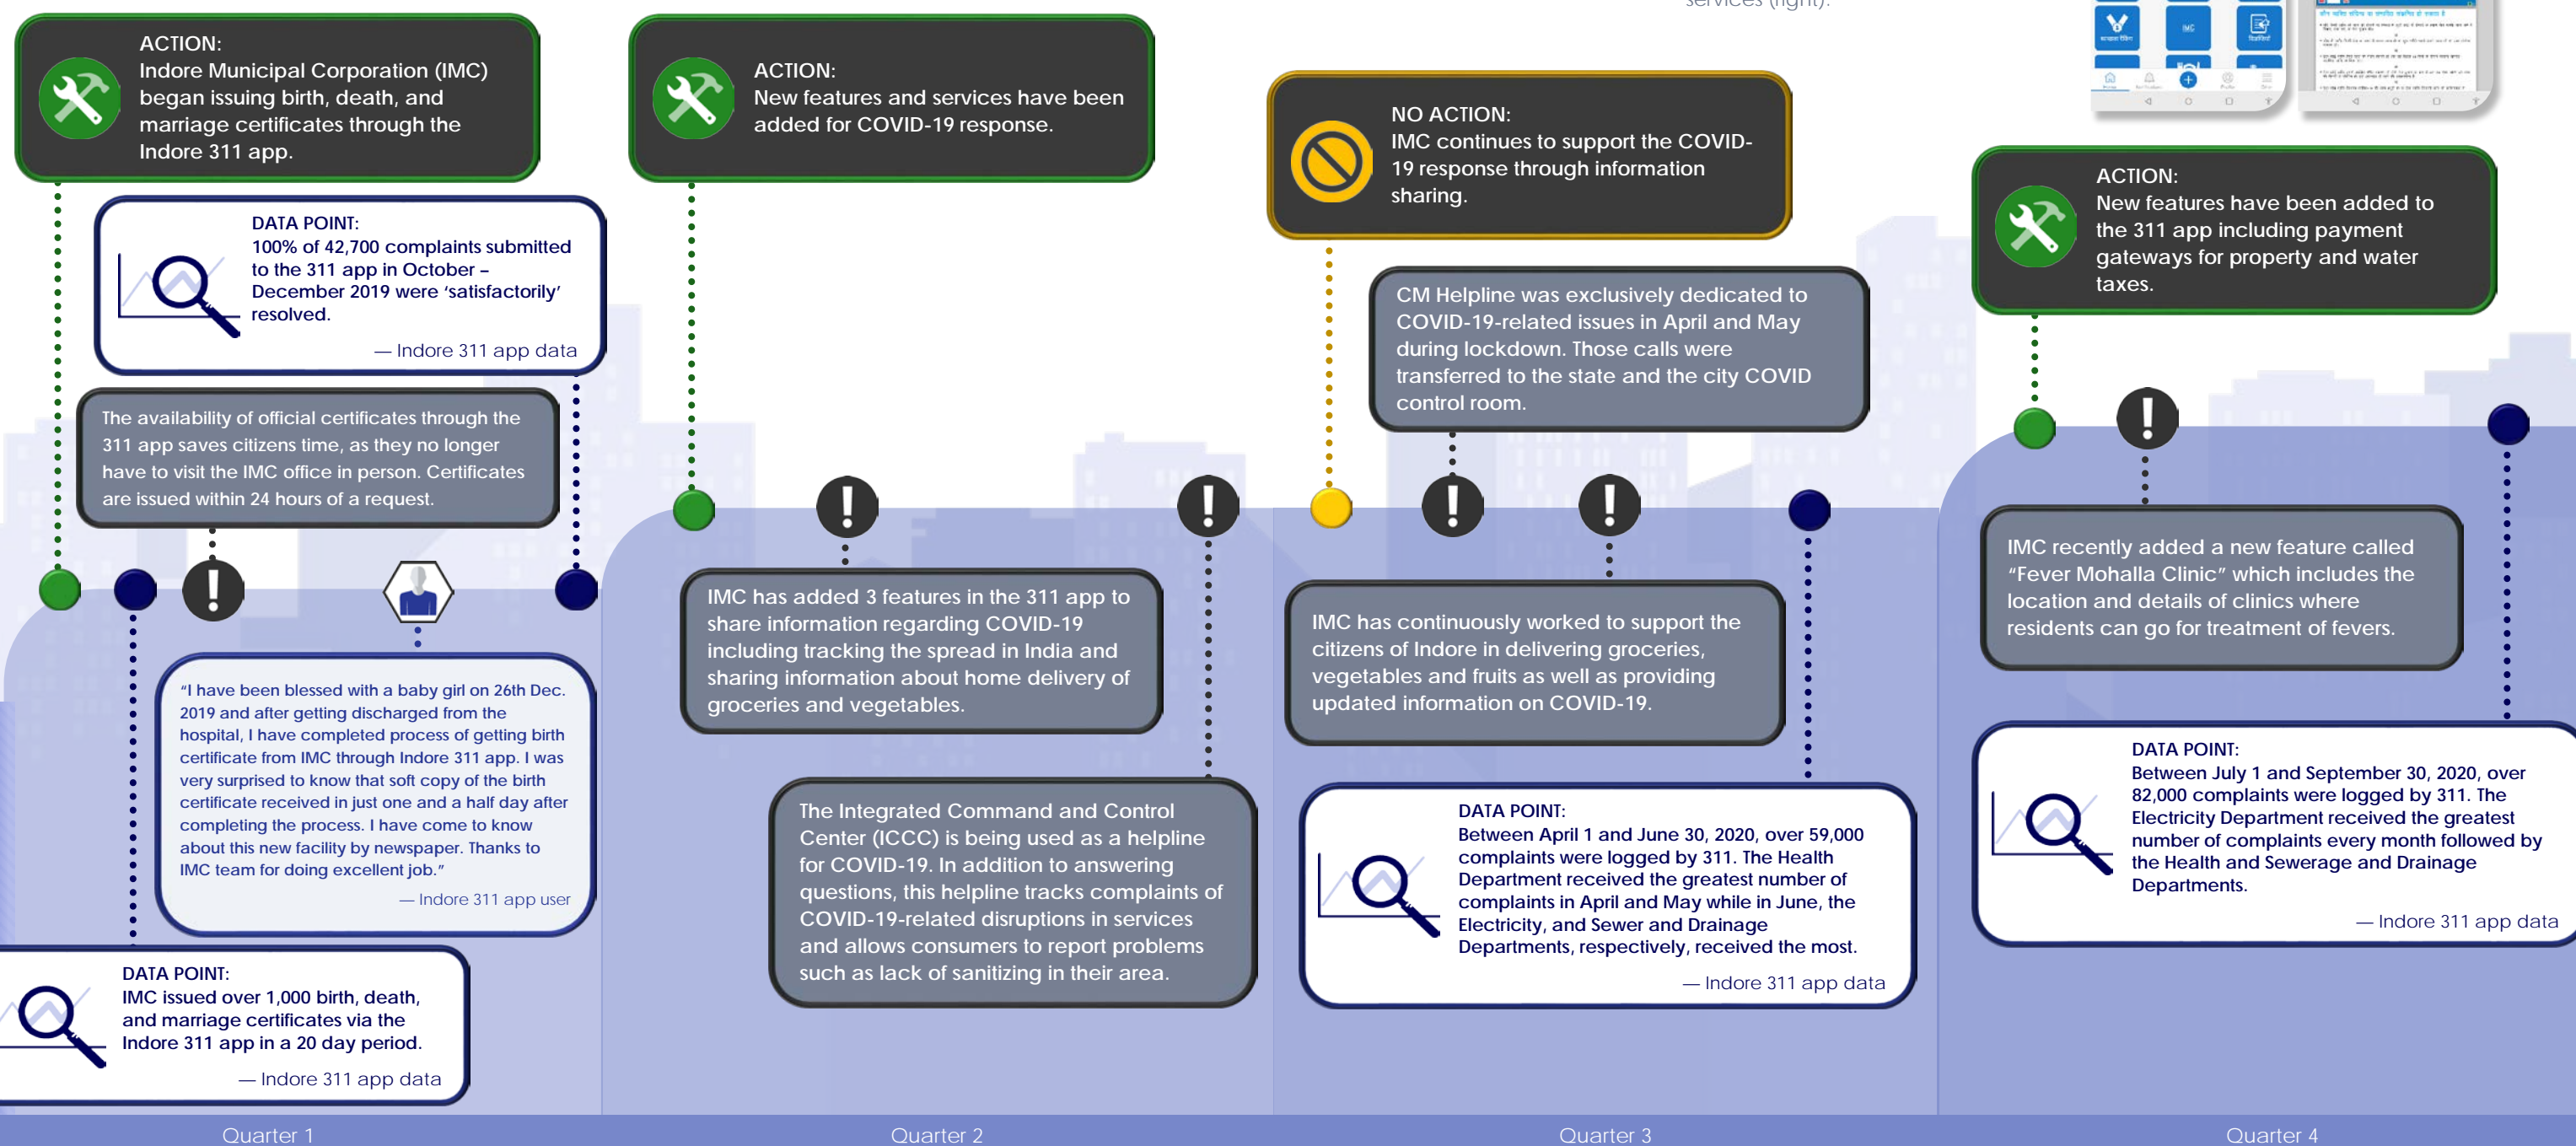 services (right).
ACTION:
Indore Municipal Corporation (IMC)
began issuing birth, death, and
marriage certificates through the
Indore 311 app.
DATA POINT:
100% of 42,700 complaints submitted
to the 311 app in October –
December 2019 were ‘satisfactorily’
resolved.
— Indore 311 app data
The availability of official certificates through the
311 app saves citizens time, as they no longer
have to visit the IMC office in person. Certificates
are issued within 24 hours of a request.
“I have been blessed with a baby girl on 26th Dec.
2019 and after getting discharged from the
hospital, I have completed process of getting birth
certificate from IMC through Indore 311 app. I was
very surprised to know that soft copy of the birth
certificate received in just one and a half day after
completing the process. I have come to know
about this new facility by newspaper. Thanks to
IMC team for doing excellent job.”
— Indore 311 app user
DATA POINT:
IMC issued over 1,000 birth, death,
and marriage certificates via the
Indore 311 app in a 20 day period.
— Indore 311 app data
Quarter 1
ACTION:
New features and services have been
added for COVID-19 response.
IMC has added 3 features in the 311 app to
share information regarding COVID-19
including tracking the spread in India and
sharing information about home delivery of
groceries and vegetables.
The Integrated Command and Control
Center (ICCC) is being used as a helpline
for COVID-19. In addition to answering
questions, this helpline tracks complaints of
COVID-19-related disruptions in services
and allows consumers to report problems
such as lack of sanitizing in their area.
Quarter 2
NO ACTION:
IMC continues to support the COVID-
19 response through information
sharing.
CM Helpline was exclusively dedicated to
COVID-19-related issues in April and May
during lockdown. Those calls were
transferred to the state and the city COVID
control room.
IMC has continuously worked to support the
citizens of Indore in delivering groceries,
vegetables and fruits as well as providing
updated information on COVID-19.
DATA POINT:
Between April 1 and June 30, 2020, over 59,000
complaints were logged by 311. The Health
Department received the greatest number of
complaints in April and May while in June, the
Electricity, and Sewer and Drainage
Departments, respectively, received the most.
— Indore 311 app data
Quarter 3
IMC
ACTION:
New features have been added to
the 311 app including payment
gateways for property and water
taxes.
IMC recently added a new feature called
“Fever Mohalla Clinic” which includes the
location and details of clinics where
residents can go for treatment of fevers.
DATA POINT:
Between July 1 and September 30, 2020, over
82,000 complaints were logged by 311. The
Electricity Department received the greatest
number of complaints every month followed by
the Health and Sewerage and Drainage
Departments.
— Indore 311 app data
Quarter 4